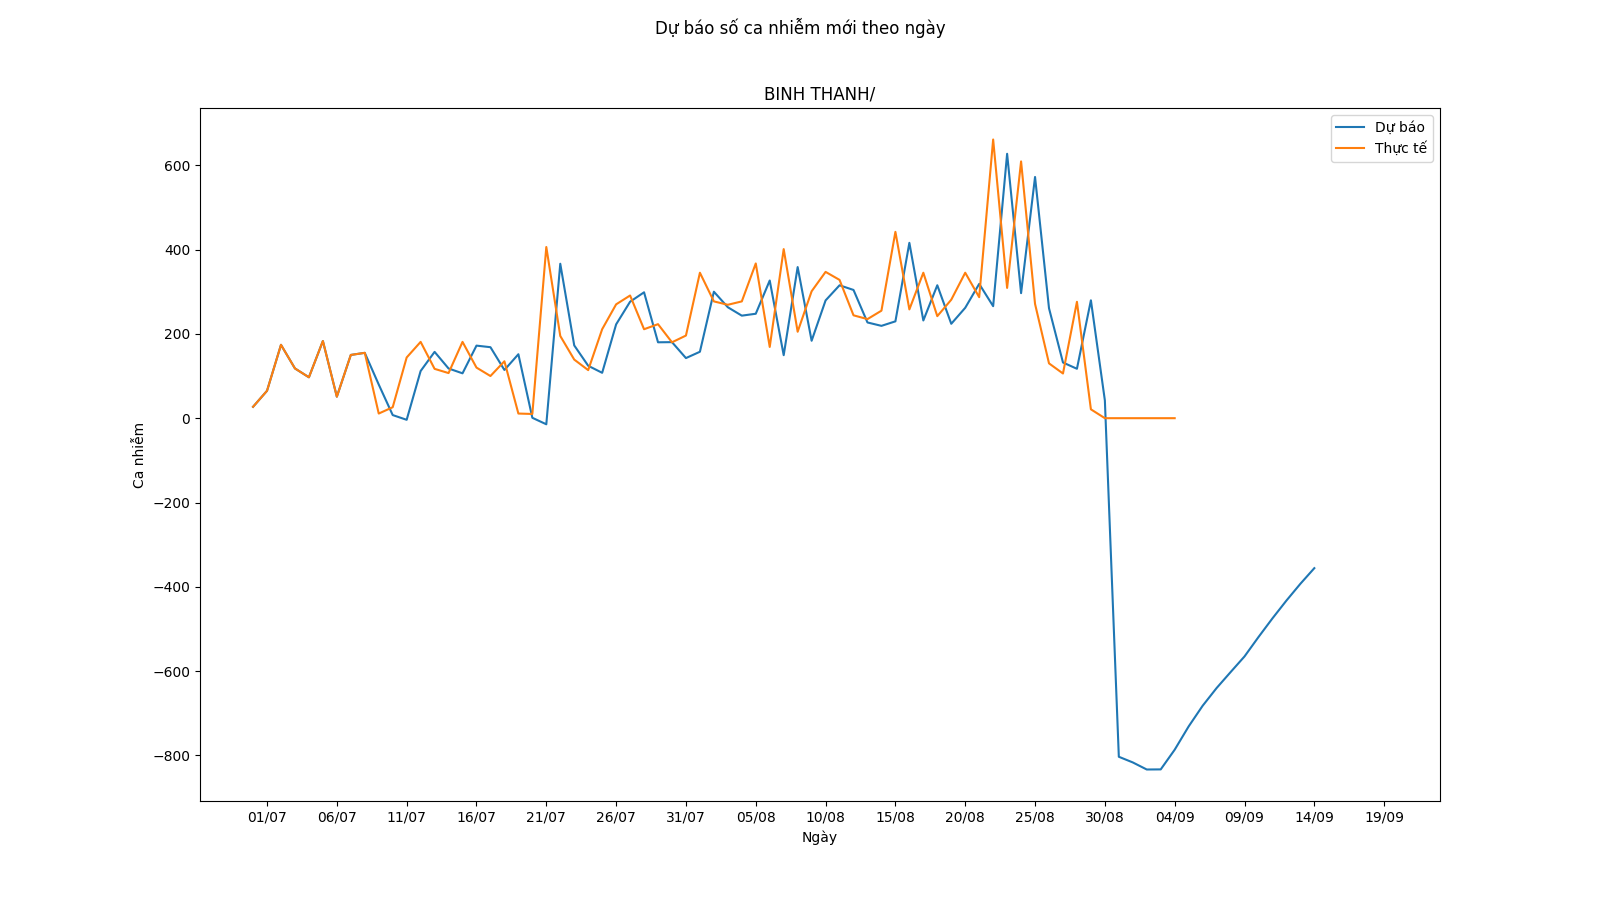 Dự báo số ca nhiễm mới theo ngày
BINH THANH/
Dự báo
Thực tế
Ca nhiễm
600
400
200
0
−200
−400
−600
−800
01/07 06/07 11/07 16/07 21/07 26/07 31/07 05/08 10/08 15/08 20/08 25/08 30/08 04/09 09/09 14/09 19/09
Ngày